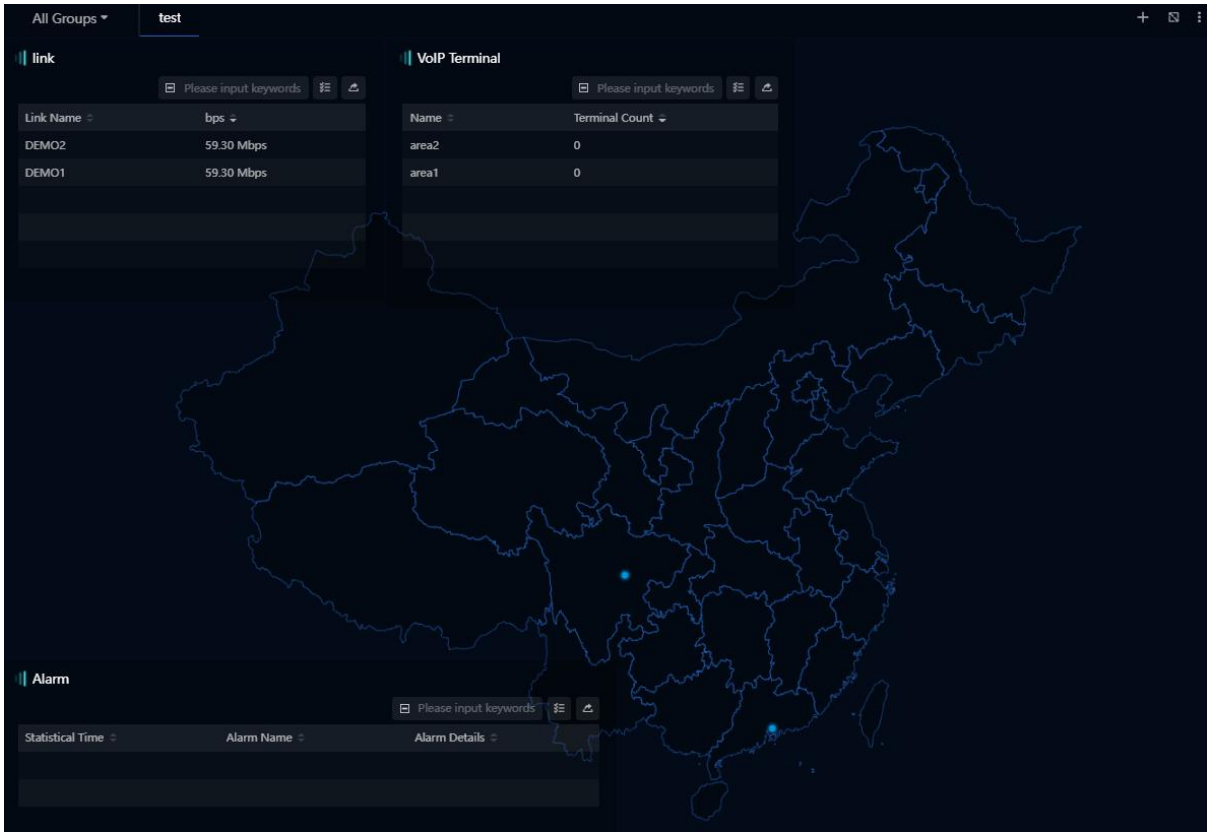 All Groups test
link
Please input keywords
Link Name bps
DEMO2 59.30 Mbps
DEMO1 59.30 Mbps
VoIP Terminal
Please input keywords
Name Terminal Count
area2 0
area1 0
Alarm
Please input keywords
Statistical Time Alarm Name Alarm Details